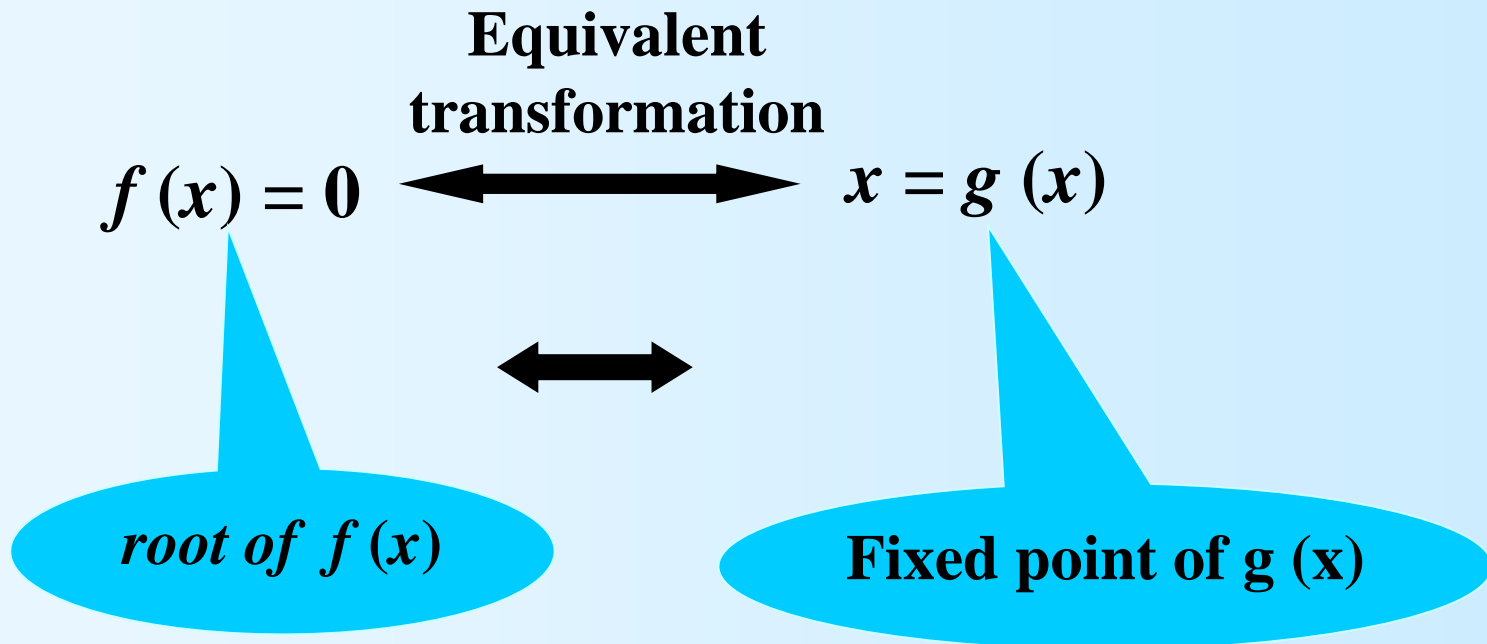 Equivalent
transformation
f (x) = 0
x = g (x)
root of f (x)
Fixed point of g (x)